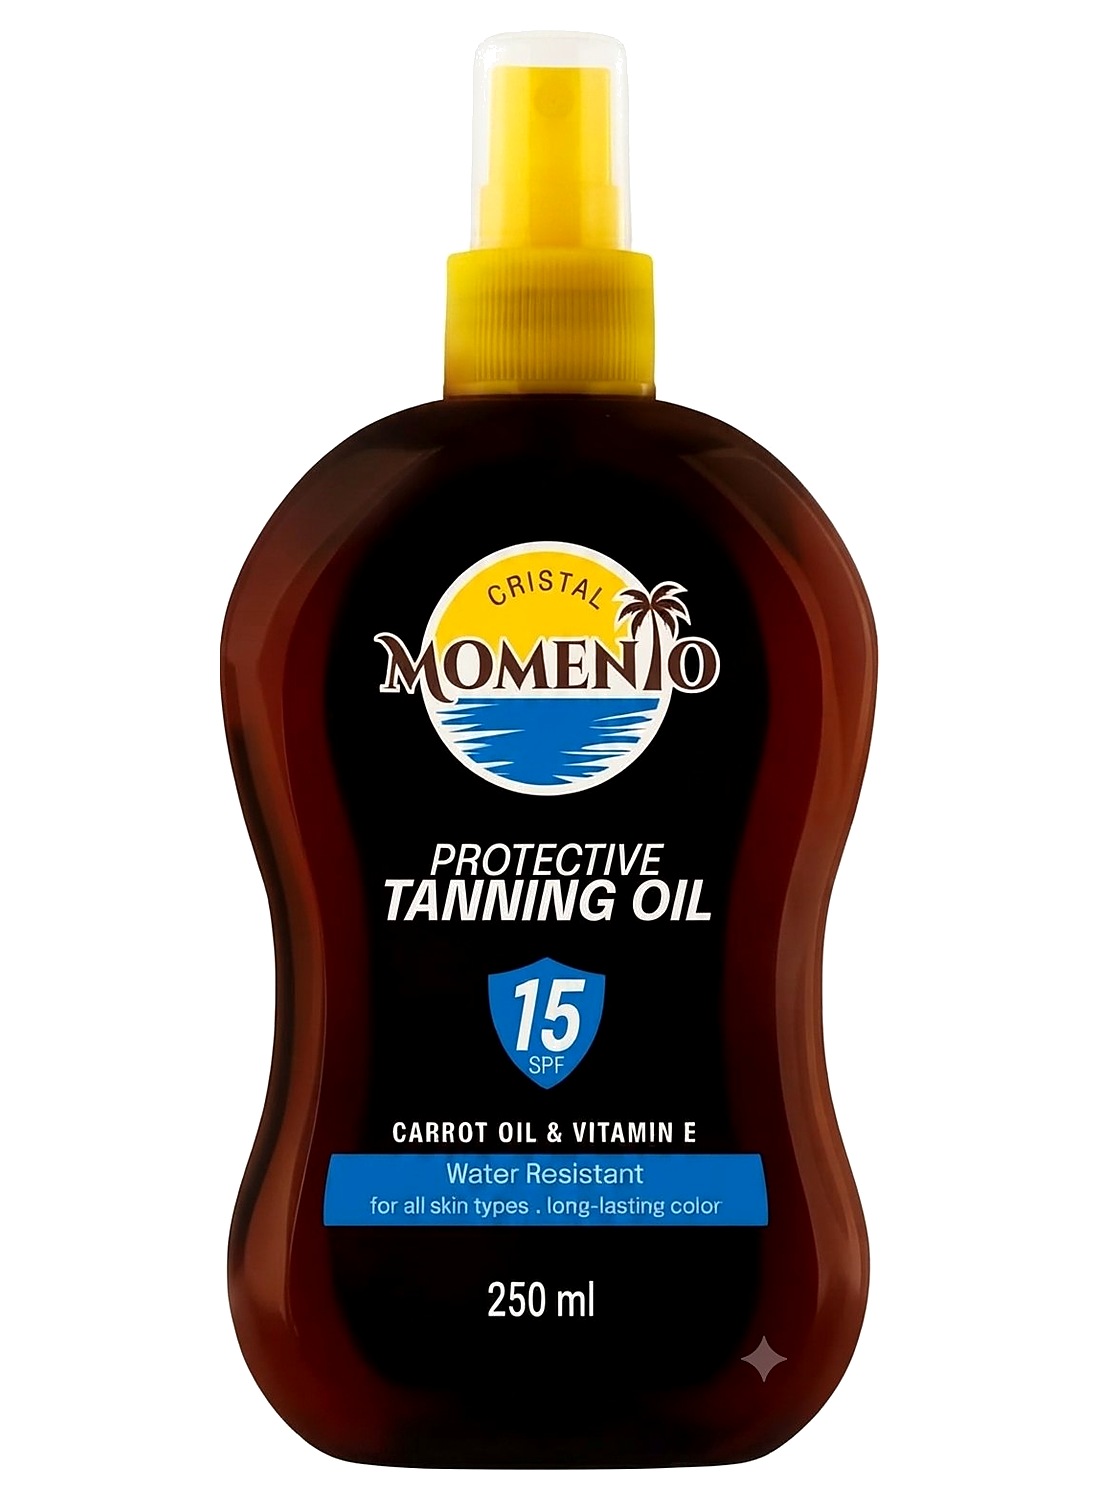 CRISTAL
MOMENTO
PROTECTIVE
TANNING OIL
15
SPF
CARROT OIL & VITAMIN E
Water Resistant
for all skin types . long-lasting color
250 ml